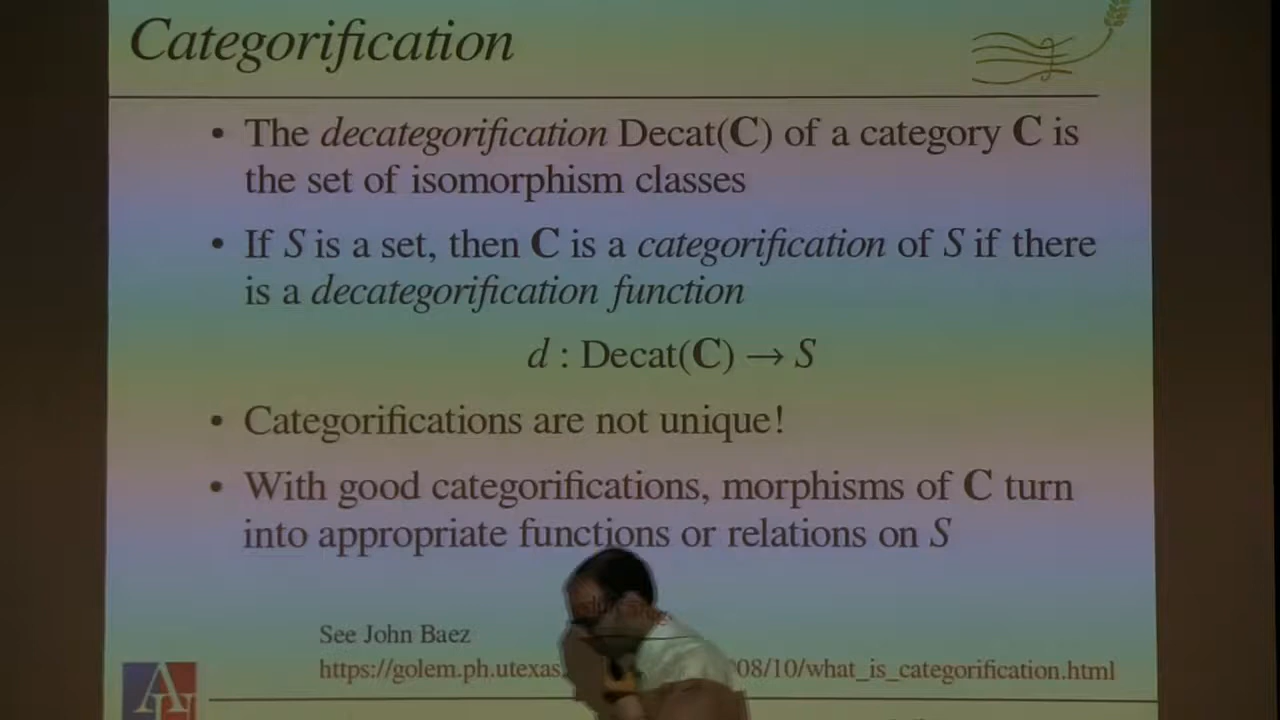 Categorification
• The decategorification Decat(C) of a category C is
the set of isomorphism classes
• If S is a set, then C is a categorification of S if there
is a decategorification function
d : Decat(C) → S
• Categorifications are not unique!
• With good categorifications, morphisms of C turn
into appropriate functions or relations on S
See John Baez
https://golem.ph.utexas 08/10/what_is_categorification.html